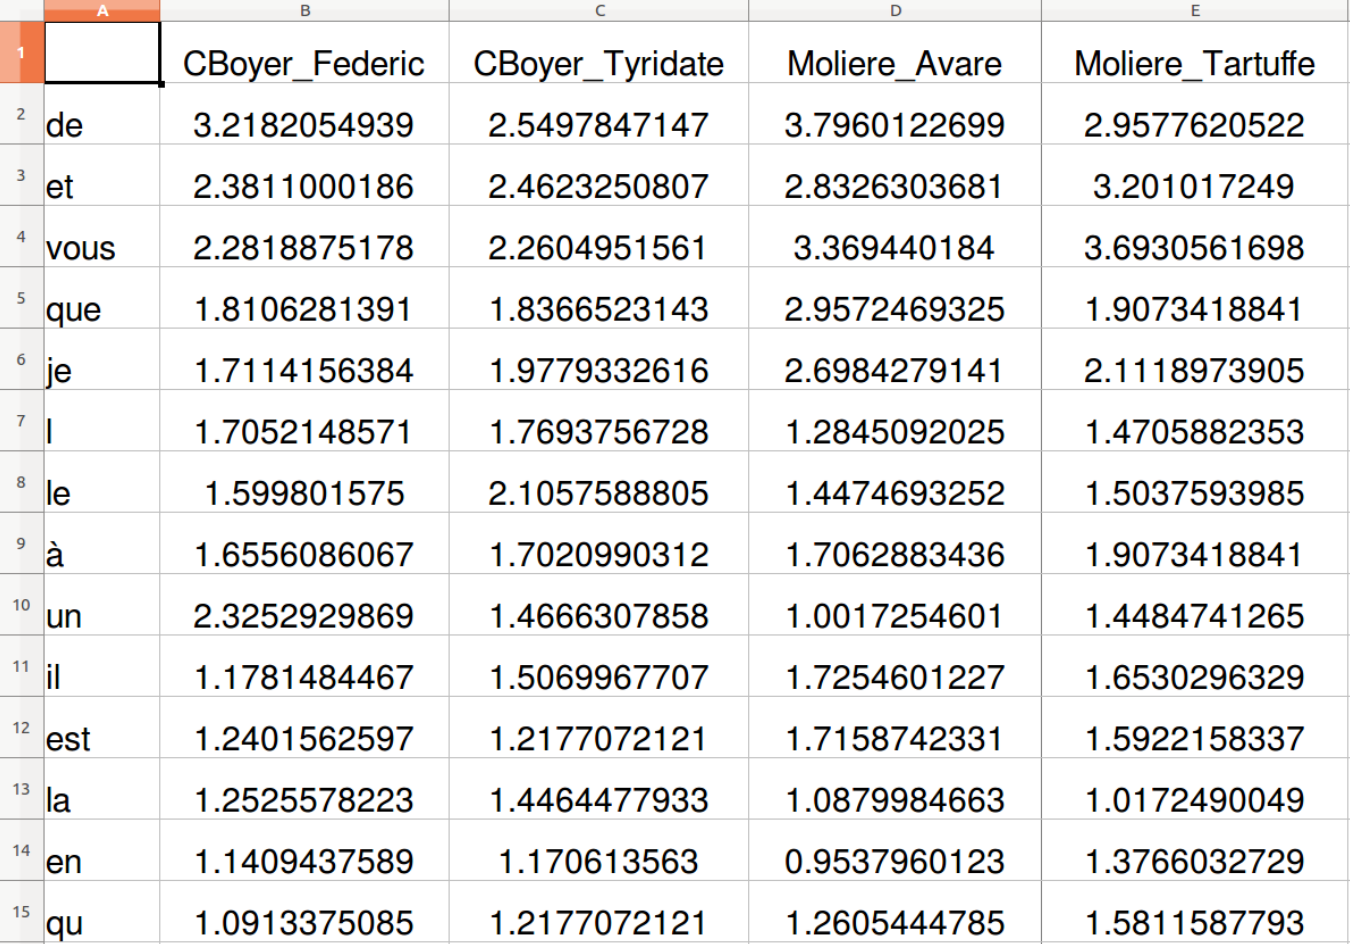 A B C D E
1 CBoyer_Federic CBoyer_Tyridate Moliere_Avare Moliere_Tartuffe
2 de 3.2182054939 2.5497847147 3.7960122699 2.9577620522
3 et 2.3811000186 2.4623250807 2.8326303681 3.201017249
4 vous 2.2818875178 2.2604951561 3.369440184 3.6930561698
5 que 1.8106281391 1.8366523143 2.9572469325 1.9073418841
6 je 1.7114156384 1.9779332616 2.6984279141 2.1118973905
7 l 1.7052148571 1.7693756728 1.2845092025 1.4705882353
8 le 1.599801575 2.1057588805 1.4474693252 1.5037593985
9 à 1.6556086067 1.7020990312 1.7062883436 1.9073418841
10 un 2.3252929869 1.4666307858 1.0017254601 1.4484741265
11 il 1.1781484467 1.5069967707 1.7254601227 1.6530296329
12 est 1.2401562597 1.2177072121 1.7158742331 1.5922158337
13 la 1.2525578223 1.4464477933 1.0879984663 1.0172490049
14 en 1.1409437589 1.170613563 0.9537960123 1.3766032729
15 qu 1.0913375085 1.2177072121 1.2605444785 1.5811587793